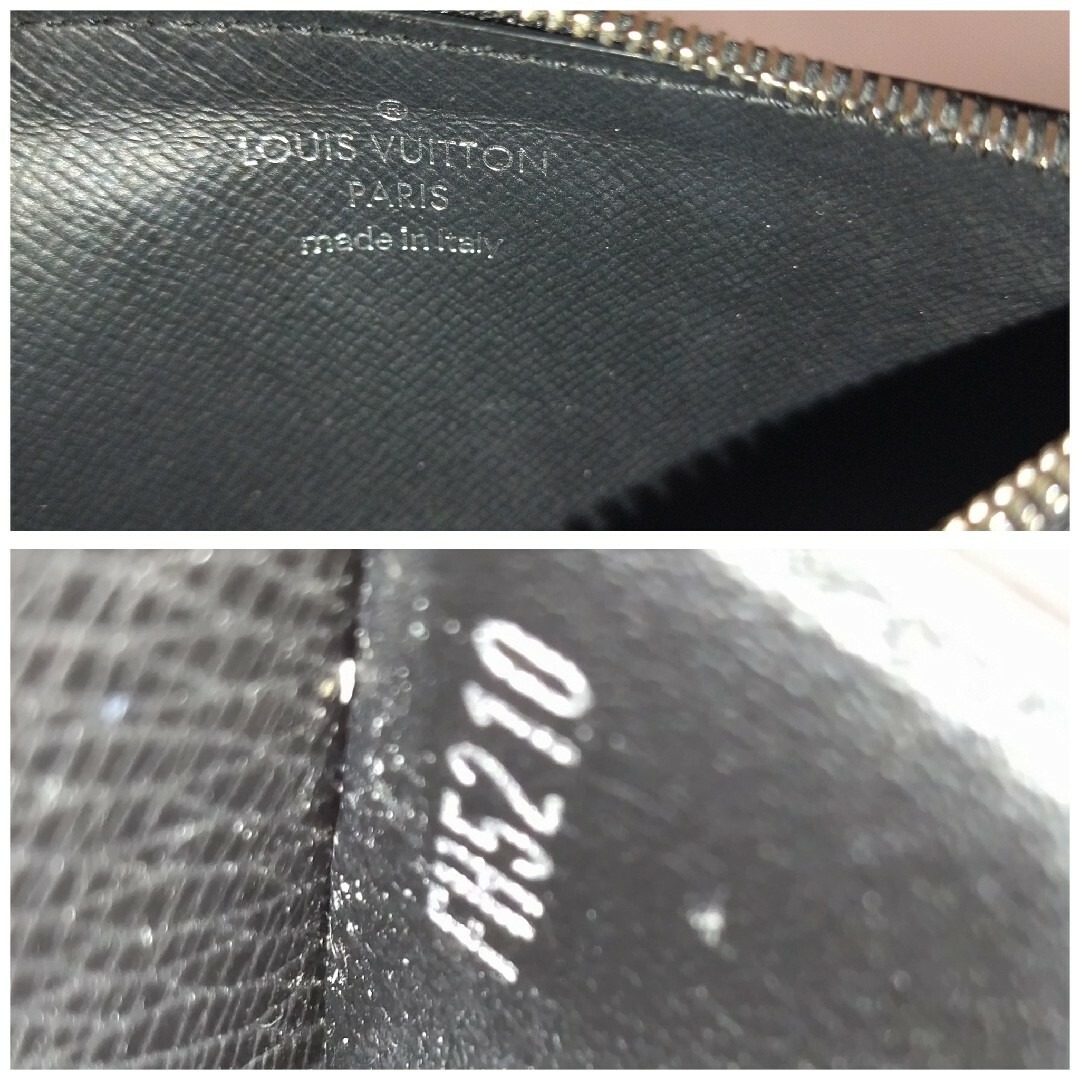 ®
LOUIS VUITTON
PARIS
made in Italy
FH5210